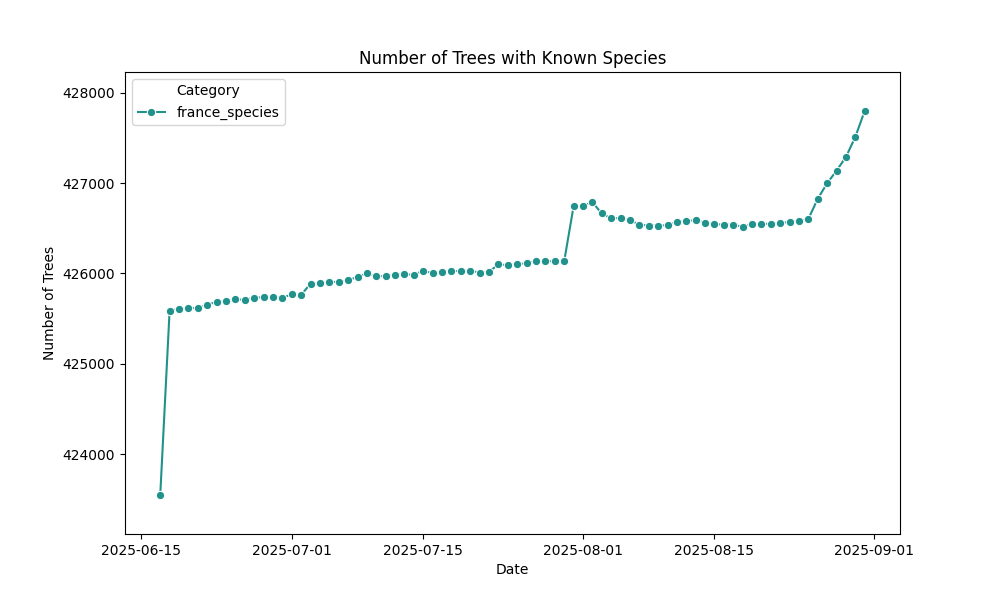 Number of Trees with Known Species
428000
427000
426000
425000
424000
Number of Trees
Category
france_species
2025-06-15
2025-07-01
2025-07-15
2025-08-01
2025-08-15
2025-09-01
Date